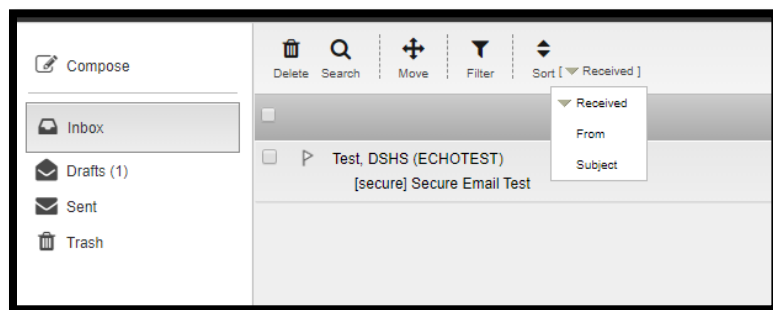 Compose
Inbox
Drafts (1)
Sent
Trash
Delete Search Move Filter Sort [ Received ]
Received
From
Subject
Test, DSHS (ECHOTEST)
[secure] Secure Email Test